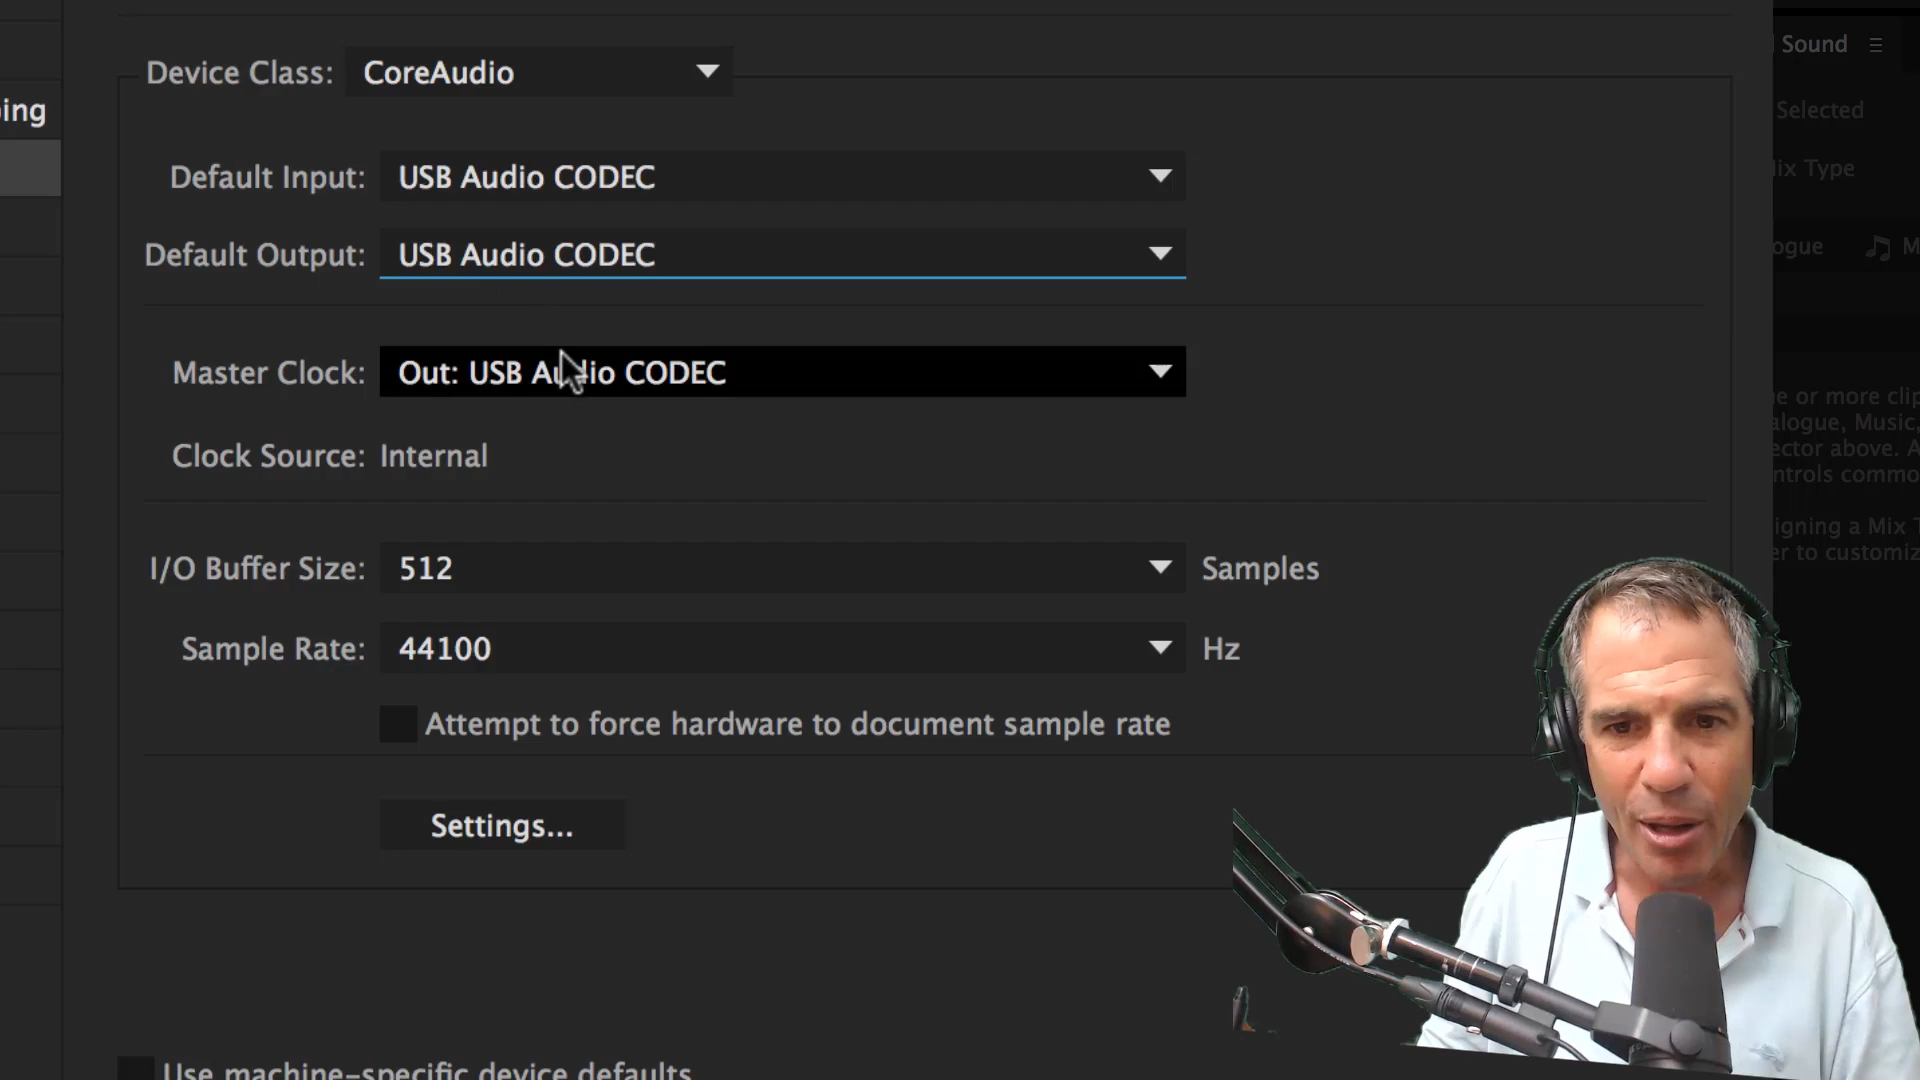 Device Class: CoreAudio
Sound
ping
Selected
Default Input: USB Audio CODEC
Mix Type
Default Output: USB Audio CODEC
ogue M
Master Clock: Out: USB Audio CODEC
e or more clip
alogue, Music,
ector above. A
ntrols commo
Clock Source: Internal
igning a Mix T
er to customiz
I/O Buffer Size: 512 Samples
Sample Rate: 44100 Hz
Attempt to force hardware to document sample rate
Settings...
Use machine-specific device defaults